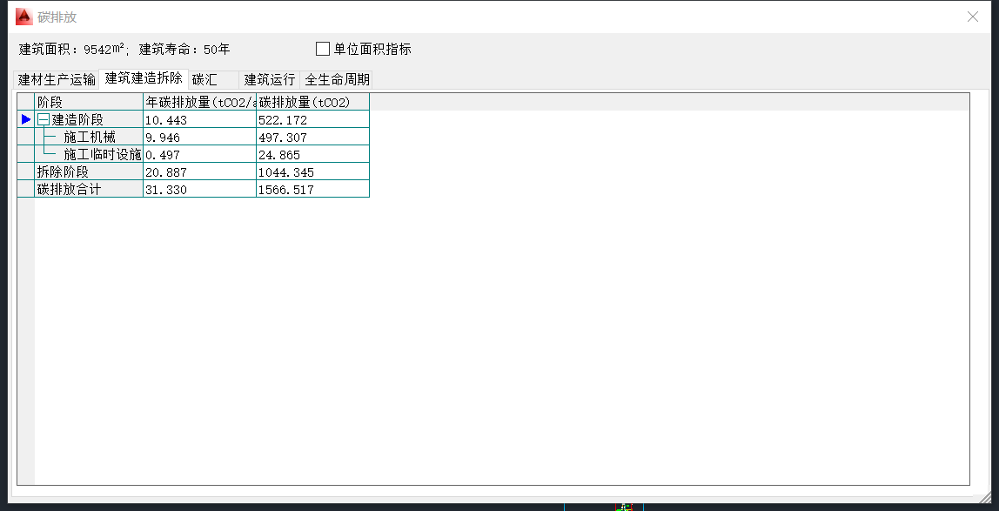 碳排放
建筑面积：9542m²；建筑寿命：50年 单位面积指标
建材生产运输 建筑建造拆除 碳汇 建筑运行 全生命周期
阶段 年碳排放量(tCO2/a 碳排放量(tCO2)
建造阶段 10.443 522.172
施工机械 9.946 497.307
施工临时设施 0.497 24.865
拆除阶段 20.887 1044.345
碳排放合计 31.330 1566.517